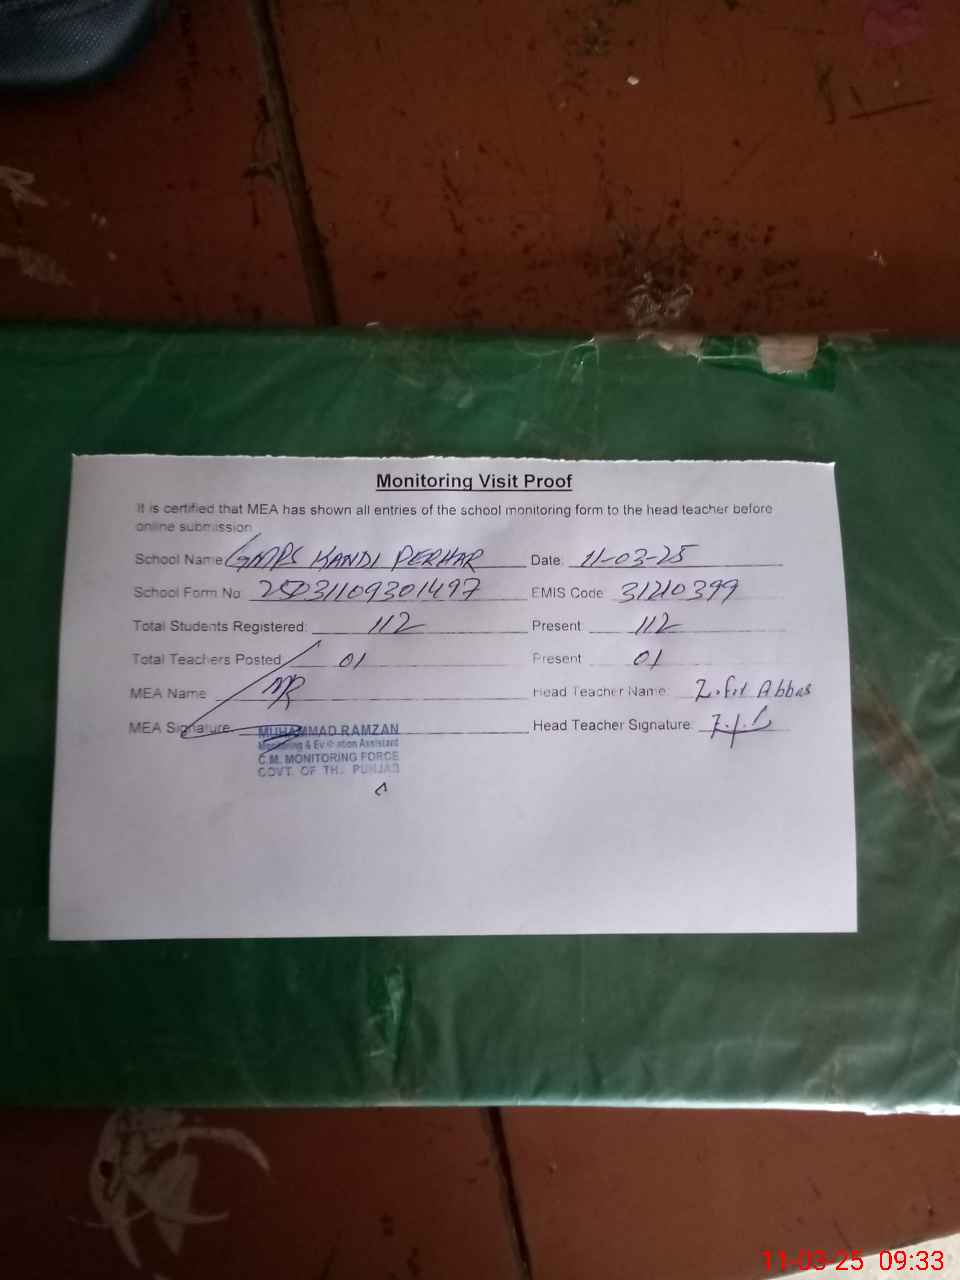 Monitoring Visit Proof
It is certified that MEA has shown all entries of the school monitoring form to the head teacher before
online submission
School Name GMPS KANDI PERHAR Date: 11-03-25
School Form No 25031109301497 EMIS Code 31210399
Total Students Registered: 112 Present 112
Total Teachers Posted 01 Present 01
MEA Name MR Head Teacher Name: Abbas
MEA Signature Head Teacher Signature:
MUHAMMAD RAMZAN
Monitoring & Evaluation Assistant
C.M. MONITORING FORCE
GOVT. OF THE PUNJAB
11-03-25 09:33